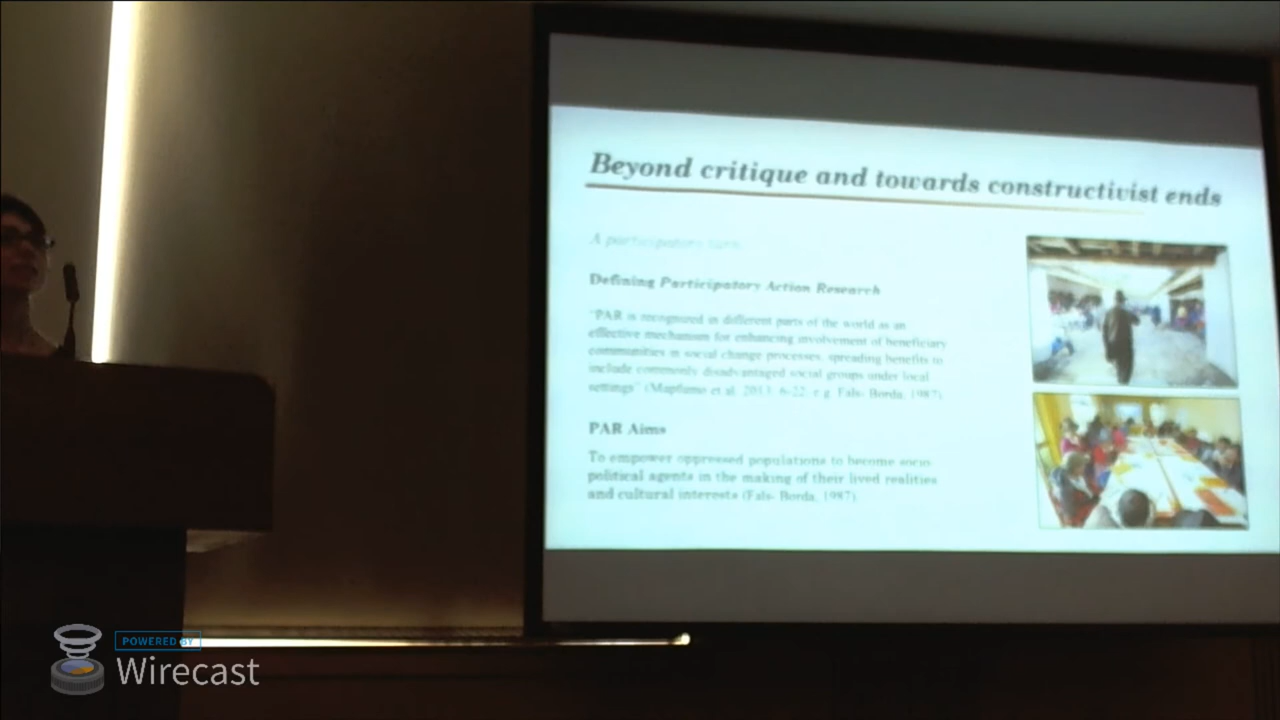 Beyond critique and towards constructivist ends
A participatory turn
Defining Participatory Action Research
"PAR is recognized in different parts of the world as an
effective mechanism for enhancing involvement of beneficiary
communities in social change processes, spreading benefits to
include commonly disadvantaged social groups under local
settings" (Mapfumo et al. 2013: 6-22; e.g. Fals- Borda, 1987).
PAR Aims
To empower oppressed populations to become socio-
political agents in the making of their lived realities
and cultural interests (Fals- Borda, 1987).
POWERED BY
Wirecast